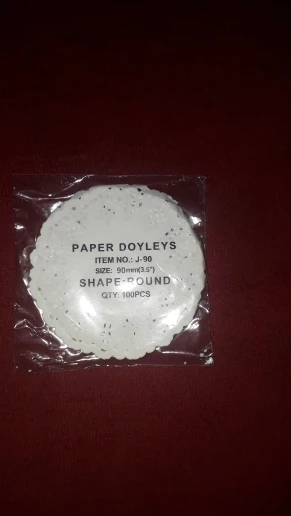 PAPER DOYLEYS
ITEM NO.: J-90
SIZE: 90mm(3.5")
SHAPE:ROUND
QTY: 100PCS